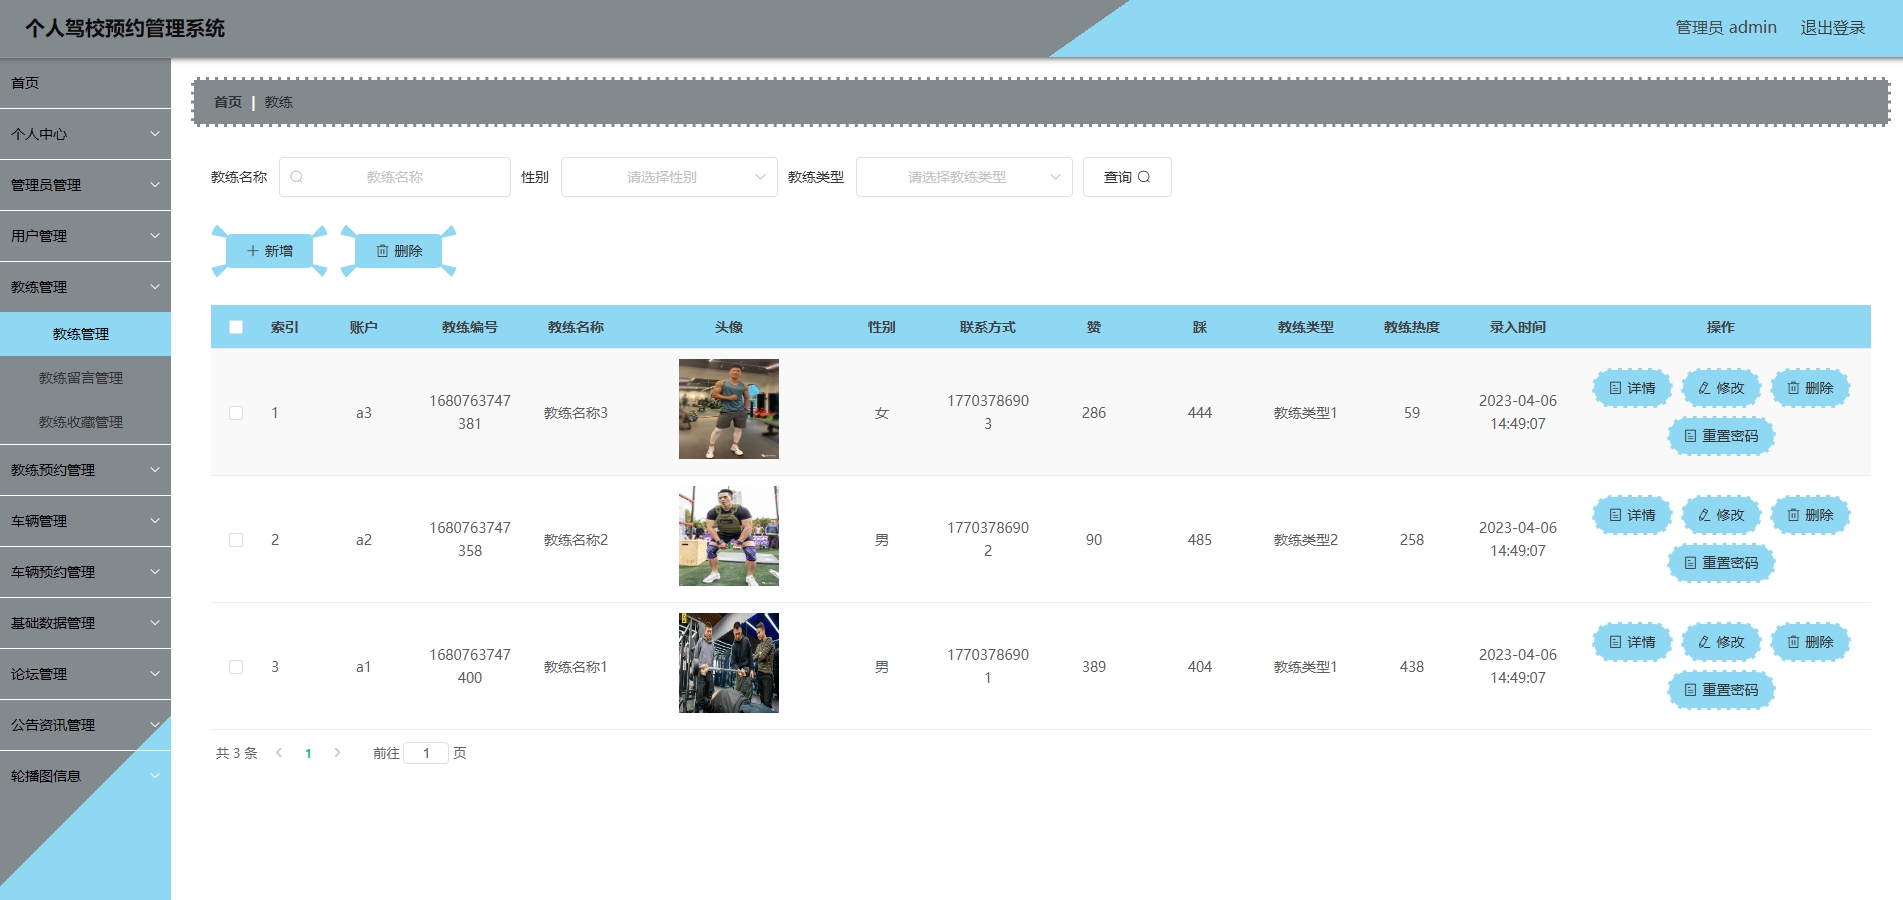 个人驾校预约管理系统
管理员 admin 退出登录
首页
个人中心
管理员管理
用户管理
教练管理
教练管理
教练留言管理
教练收藏管理
教练预约管理
车辆管理
车辆预约管理
基础数据管理
论坛管理
公告资讯管理
轮播图信息
首页 | 教练
教练名称 教练名称 性别 请选择性别 教练类型 请选择教练类型 查询
新增 删除
索引 账户 教练编号 教练名称 头像 性别 联系方式 赞 踩 教练类型 教练热度 录入时间 操作
1 a3 1680763747381 教练名称3 女 17703786903 286 444 教练类型1 59 2023-04-06 14:49:07 详情 修改 删除
重置密码
2 a2 1680763747358 教练名称2 男 17703786902 90 485 教练类型2 258 2023-04-06 14:49:07 详情 修改 删除
重置密码
3 a1 1680763747400 教练名称1 男 17703786901 389 404 教练类型1 438 2023-04-06 14:49:07 详情 修改 删除
重置密码
共 3 条 1 前往 1 页